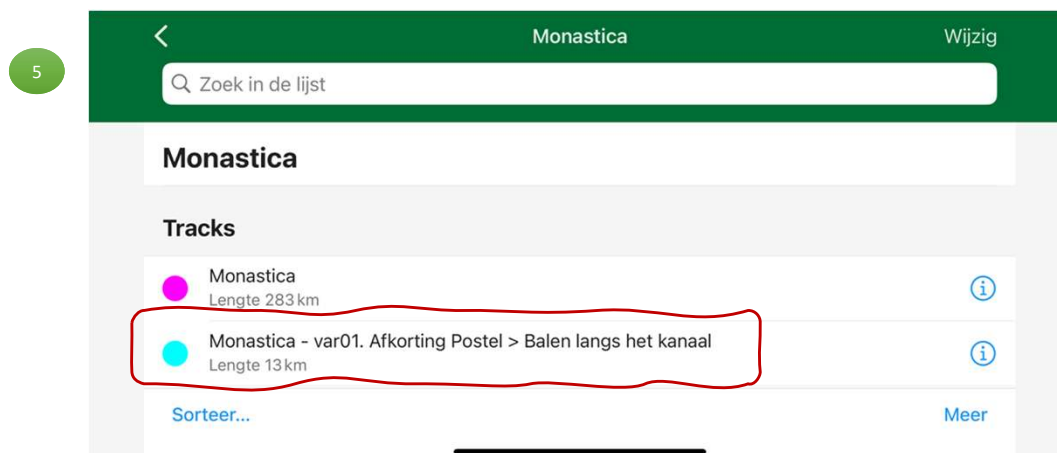 5
Monastica
Wijzig
Zoek in de lijst
Monastica
Tracks
Monastica
Lengte 283 km
Monastica - var01. Afkorting Postel > Balen langs het kanaal
Lengte 13 km
Sorteer...
Meer